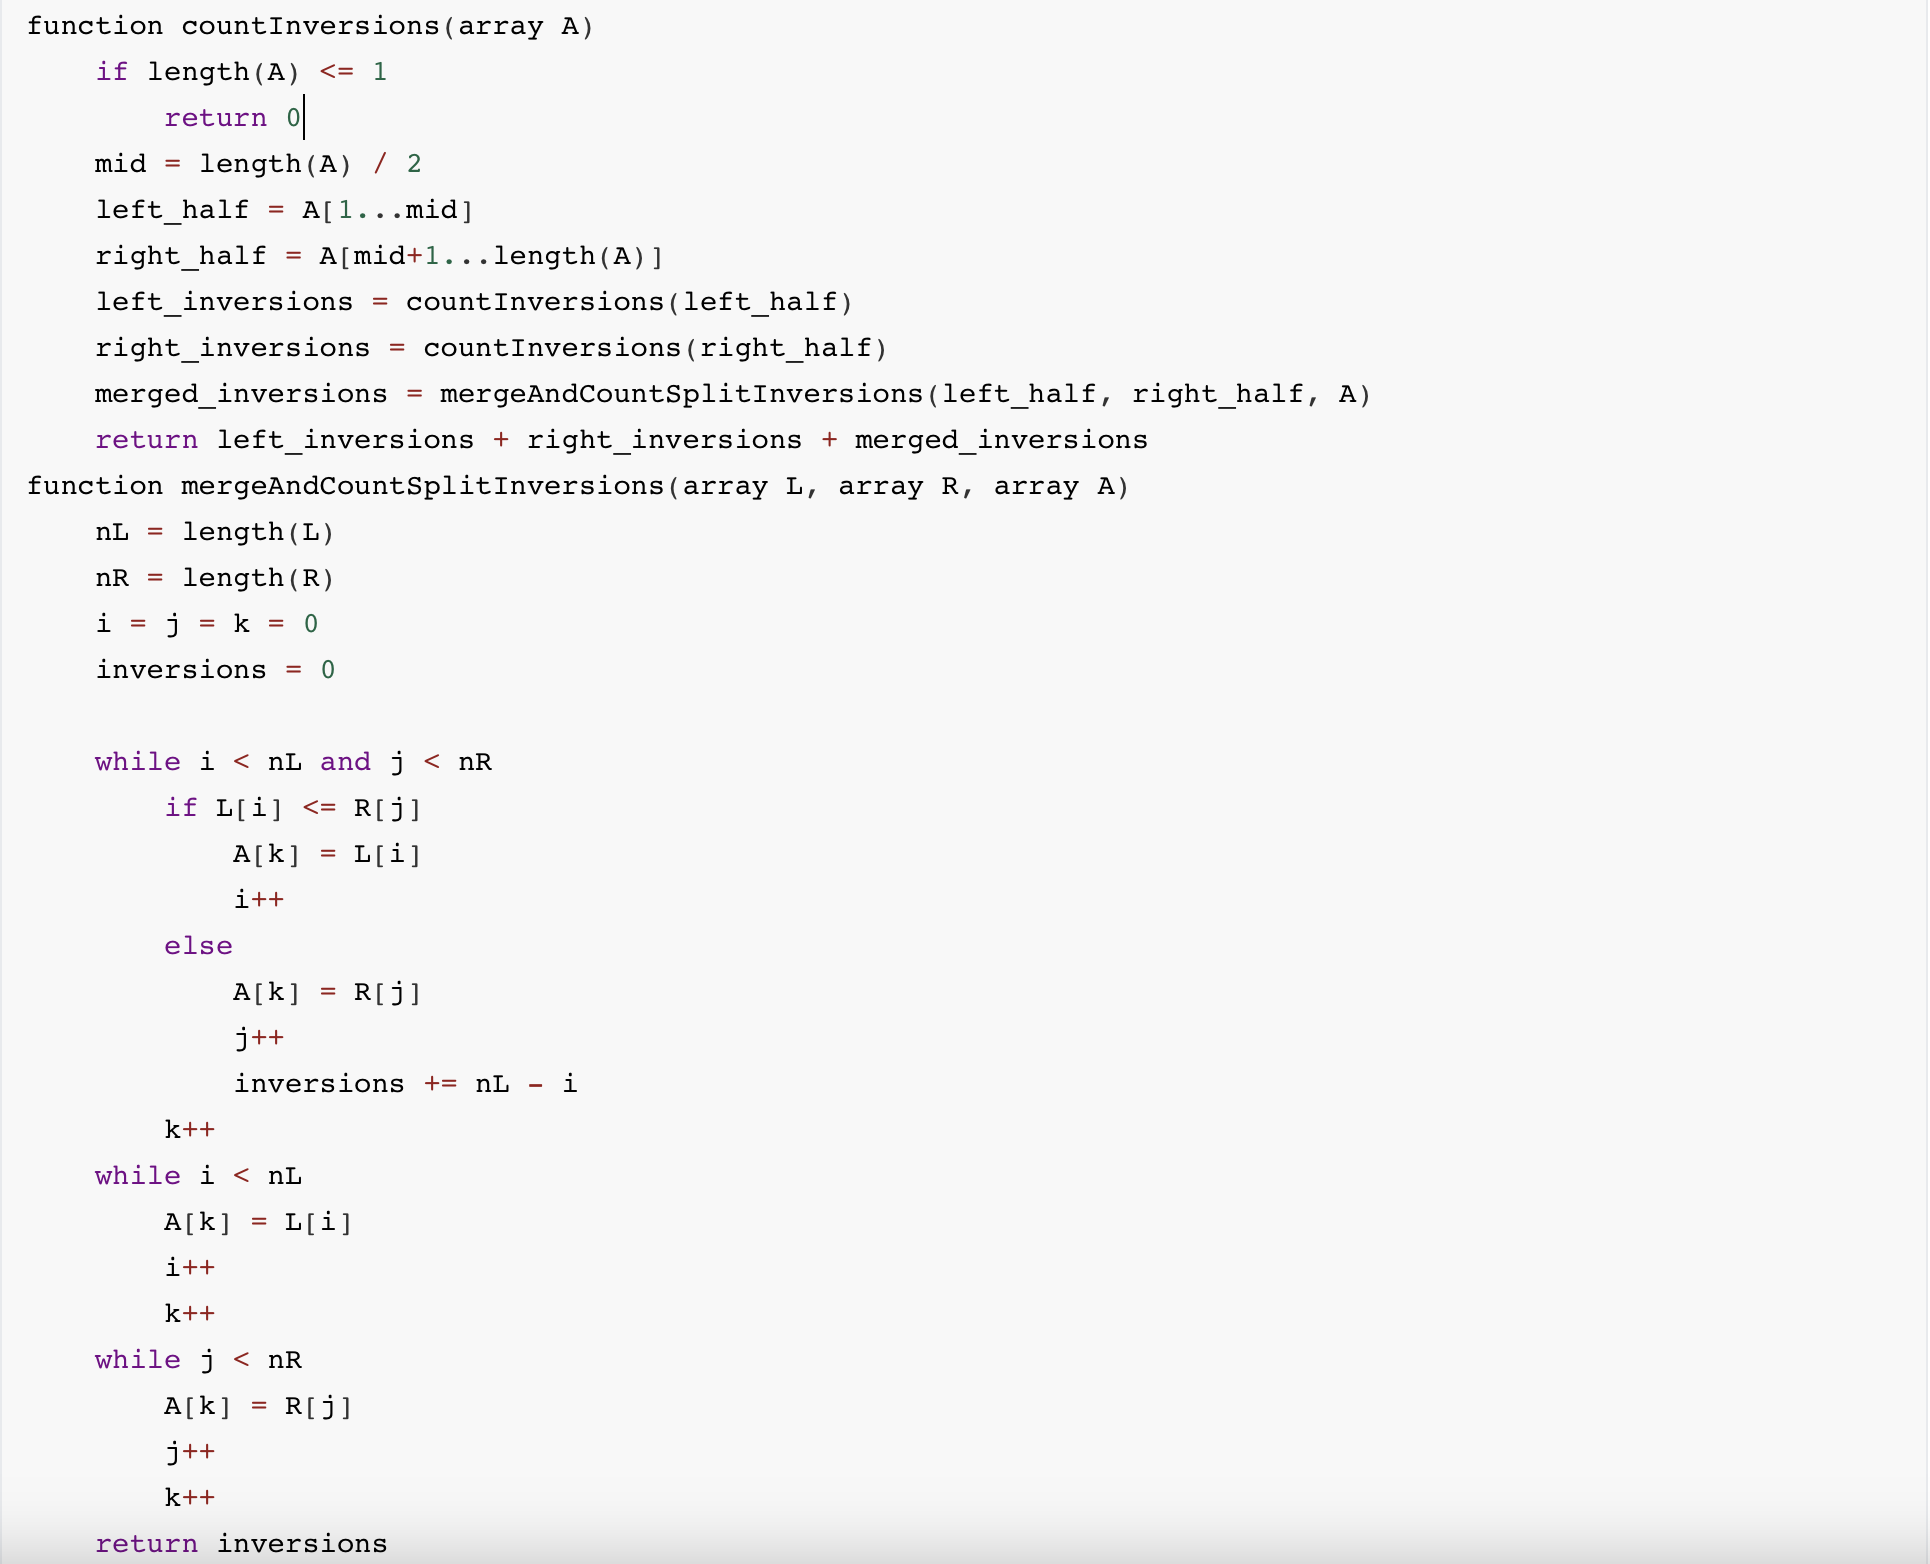 function countInversions(array A)
    if length(A) <= 1
        return 0
    mid = length(A) / 2
    left_half = A[1...mid]
    right_half = A[mid+1...length(A)]
    left_inversions = countInversions(left_half)
    right_inversions = countInversions(right_half)
    merged_inversions = mergeAndCountSplitInversions(left_half, right_half, A)
    return left_inversions + right_inversions + merged_inversions
function mergeAndCountSplitInversions(array L, array R, array A)
    nL = length(L)
    nR = length(R)
    i = j = k = 0
    inversions = 0

    while i < nL and j < nR
        if L[i] <= R[j]
            A[k] = L[i]
            i++
        else
            A[k] = R[j]
            j++
            inversions += nL - i
        k++
    while i < nL
        A[k] = L[i]
        i++
        k++
    while j < nR
        A[k] = R[j]
        j++
        k++
    return inversions